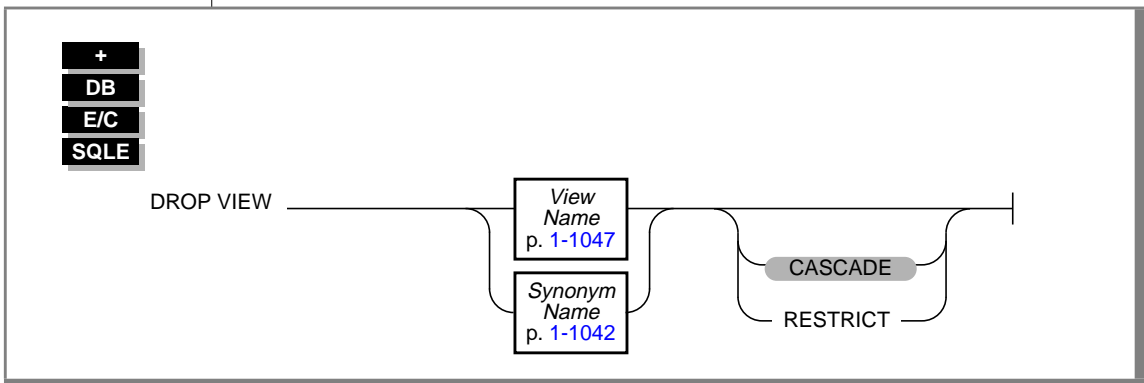 +
DB
E/C
SQLE
DROP VIEW
View
Name
p. 1-1047
Synonym
Name
p. 1-1042
CASCADE
RESTRICT